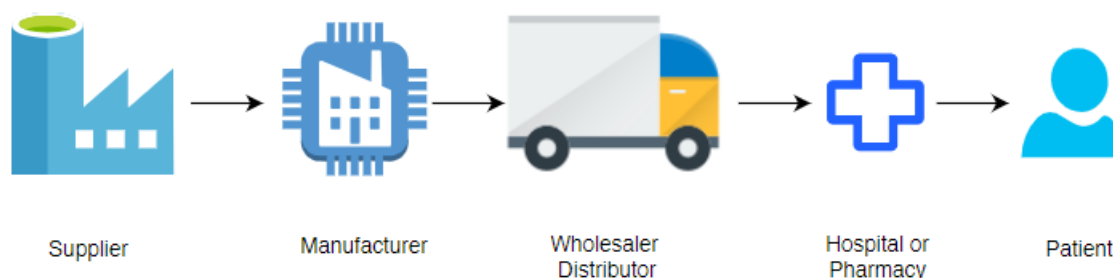 Supplier
Manufacturer
Wholesaler
Distributor
Hospital or
Pharmacy
Patient